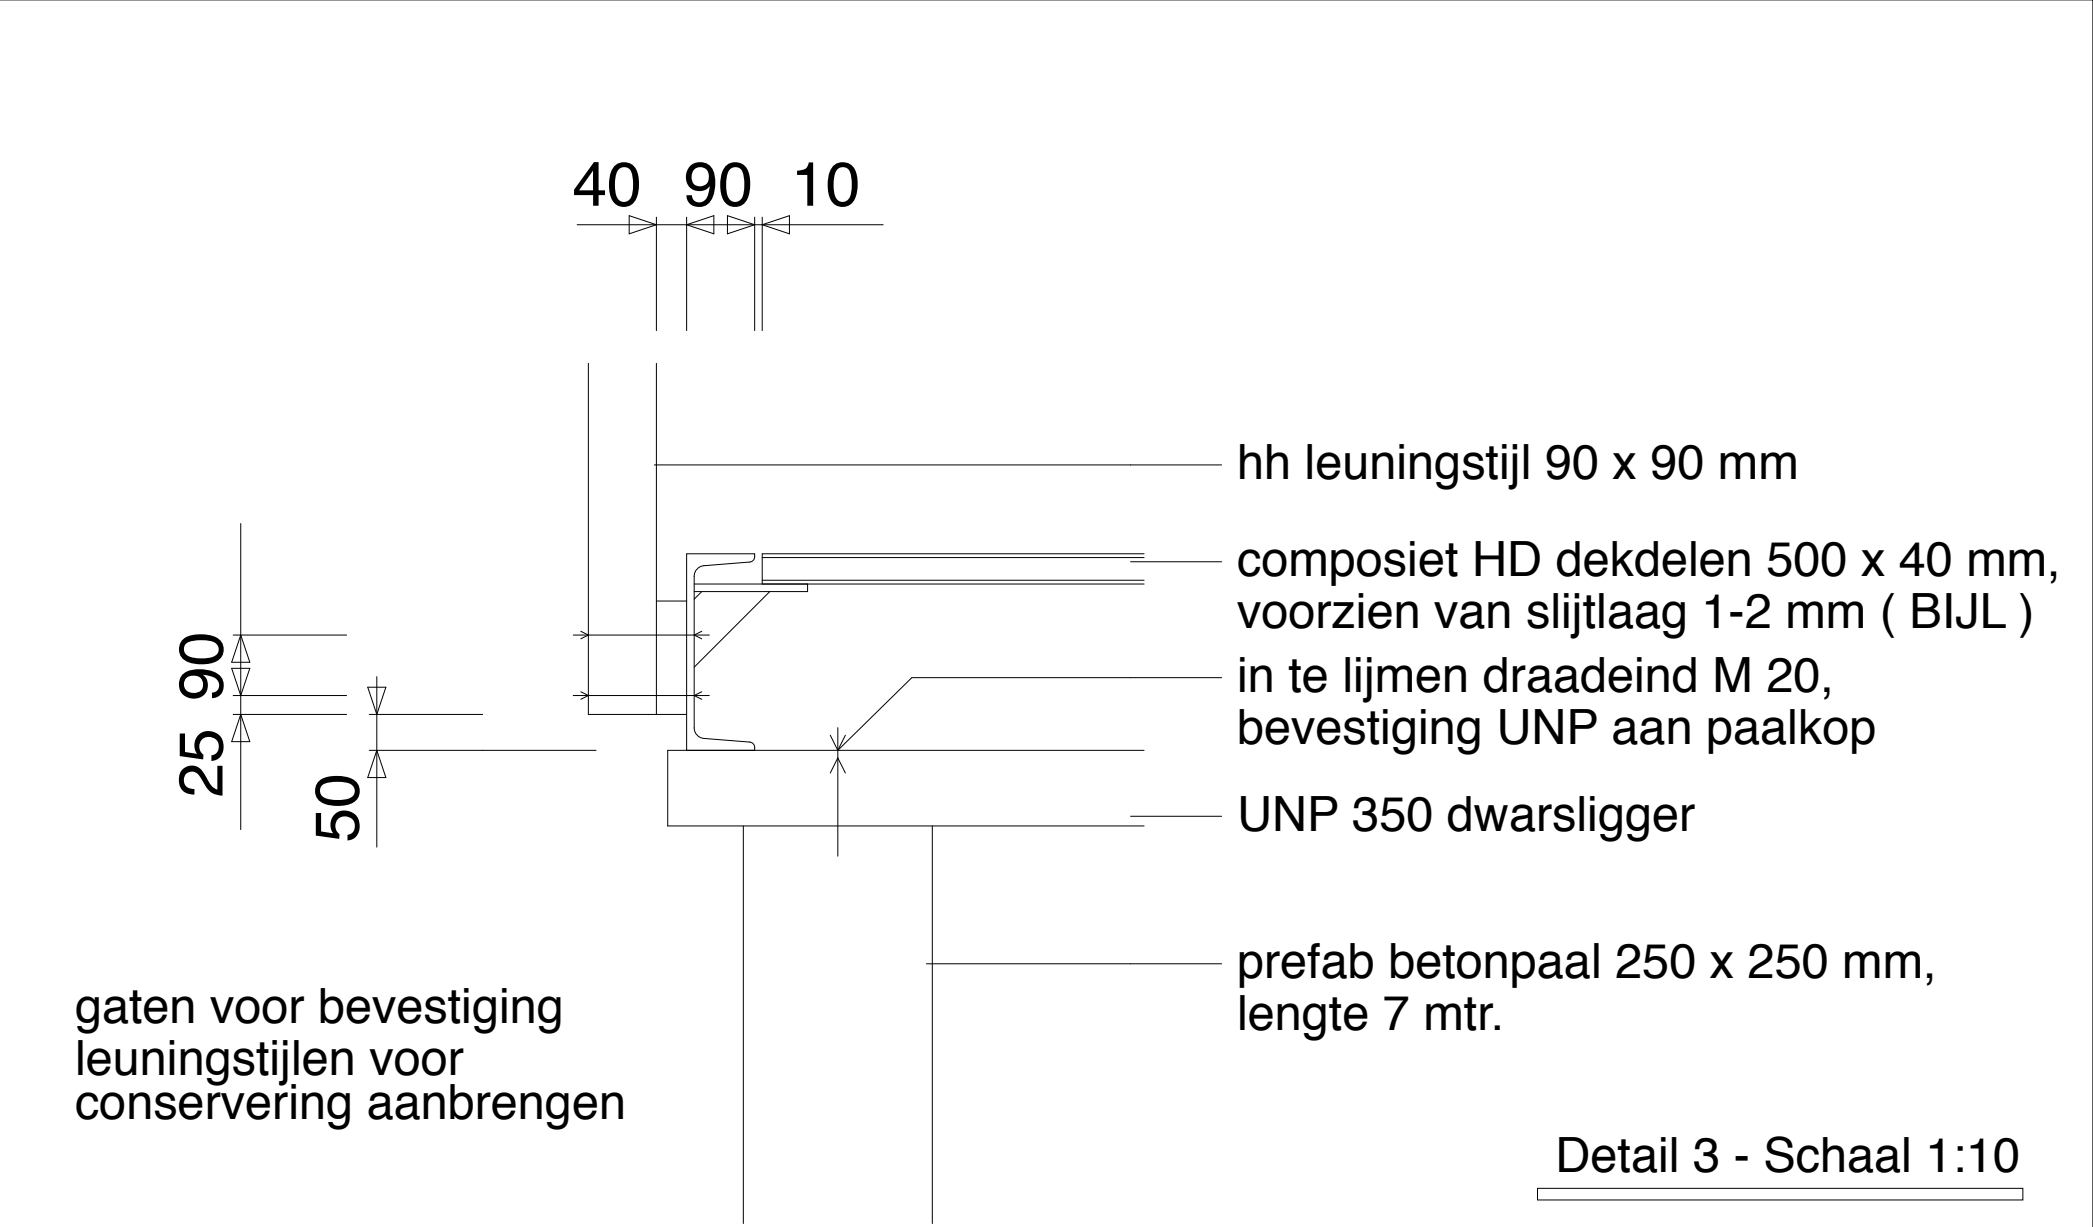 40 90 10
hh leuningstijl 90 x 90 mm
composiet HD dekdelen 500 x 40 mm,
voorzien van slijtlaag 1-2 mm ( BIJL )
in te lijmen draadeind M 20,
bevestiging UNP aan paalkop
UNP 350 dwarsligger
prefab betonpaal 250 x 250 mm,
lengte 7 mtr.
25 90
50
gaten voor bevestiging
leuningstijlen voor
conservering aanbrengen
Detail 3 - Schaal 1:10